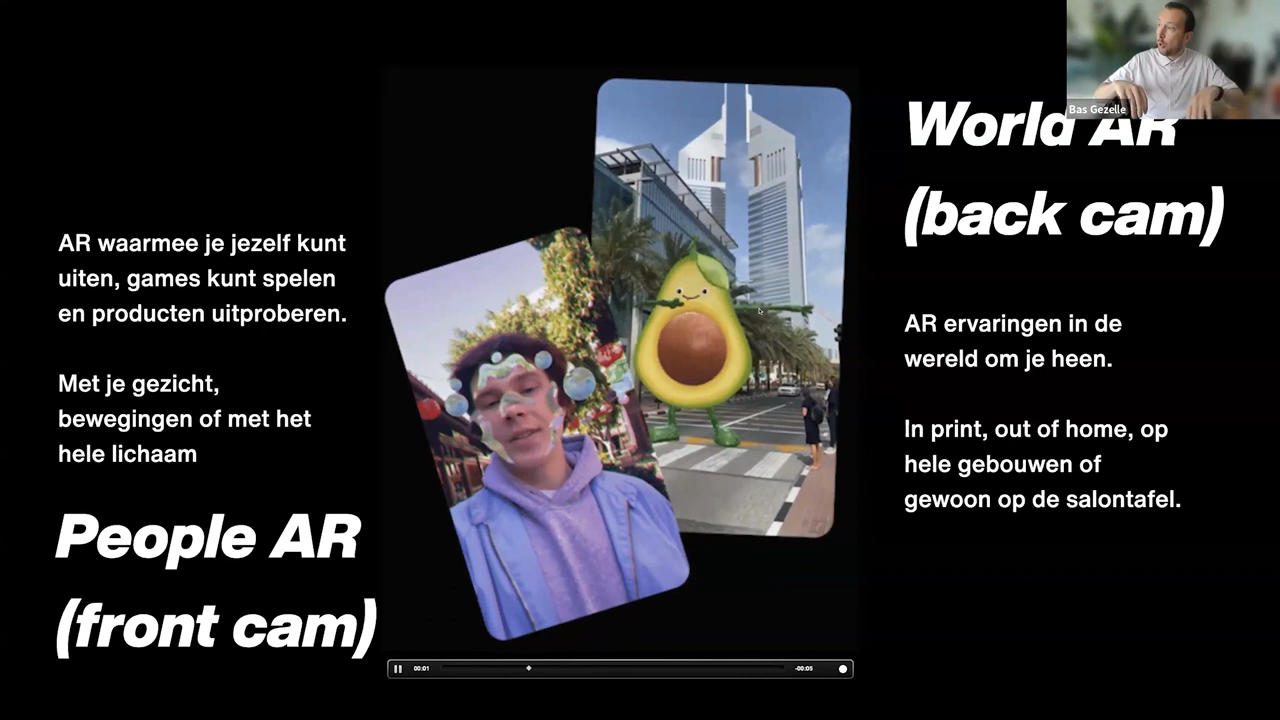 AR waarmee je jezelf kunt
uiten, games kunt spelen
en producten uitproberen.
Met je gezicht,
bewegingen of met het
hele lichaam
People AR
(front cam)
World AR
(back cam)
AR ervaringen in de
wereld om je heen.
In print, out of home, op
hele gebouwen of
gewoon op de salontafel.
Bas Gezelle
00:01
-00:05